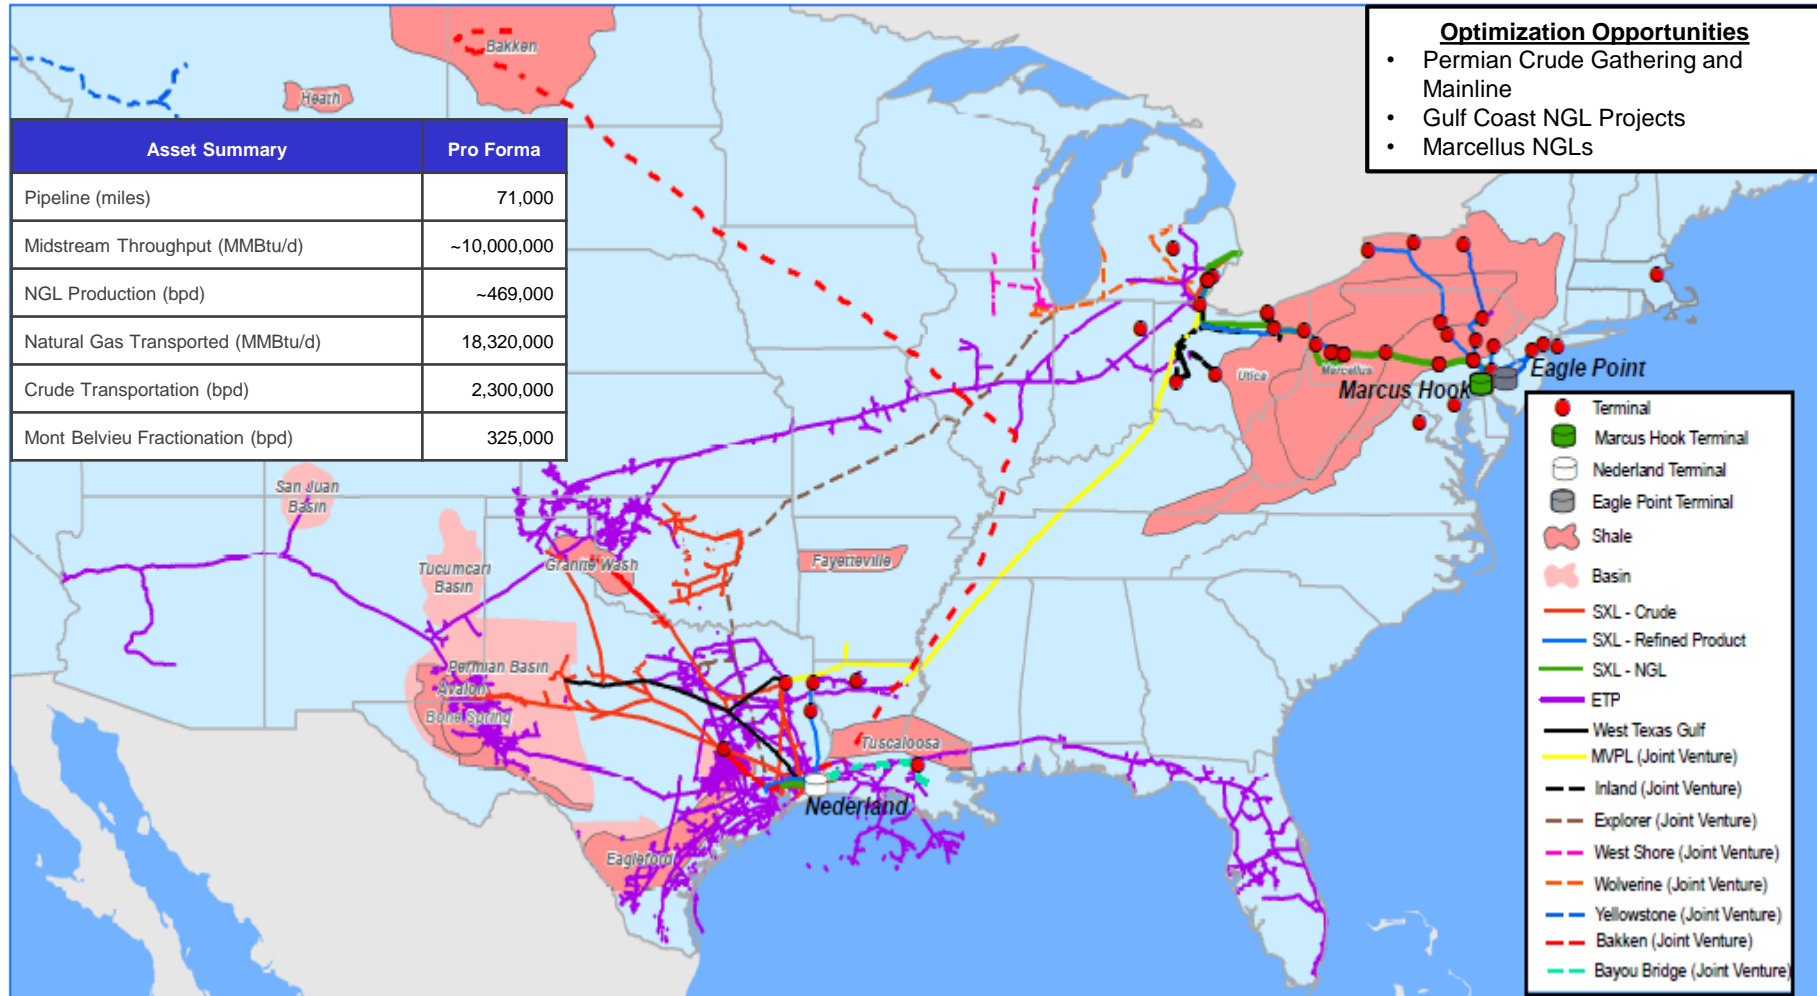 Optimization Opportunities
• Permian Crude Gathering and
Mainline
• Gulf Coast NGL Projects
• Marcellus NGLs
Bakken
Heath
Asset Summary Pro Forma
Pipeline (miles) 71,000
Midstream Throughput (MMBtu/d) ~10,000,000
NGL Production (bpd) ~469,000
Natural Gas Transported (MMBtu/d) 18,320,000
Crude Transportation (bpd) 2,300,000
Mont Belvieu Fractionation (bpd) 325,000
Utica
Marcellus
Marcus Hook
Eagle Point
San Juan
Basin
Tucumcari
Basin
Granite Wash
Fayetteville
Permian Basin
Avalon
Bone Spring
Tuscaloosa
Nederland
Eagleford
Terminal
Marcus Hook Terminal
Nederland Terminal
Eagle Point Terminal
Shale
Basin
SXL - Crude
SXL - Refined Product
SXL - NGL
ETP
West Texas Gulf
MVPL (Joint Venture)
Inland (Joint Venture)
Explorer (Joint Venture)
West Shore (Joint Venture)
Wolverine (Joint Venture)
Yellowstone (Joint Venture)
Bakken (Joint Venture)
Bayou Bridge (Joint Venture)